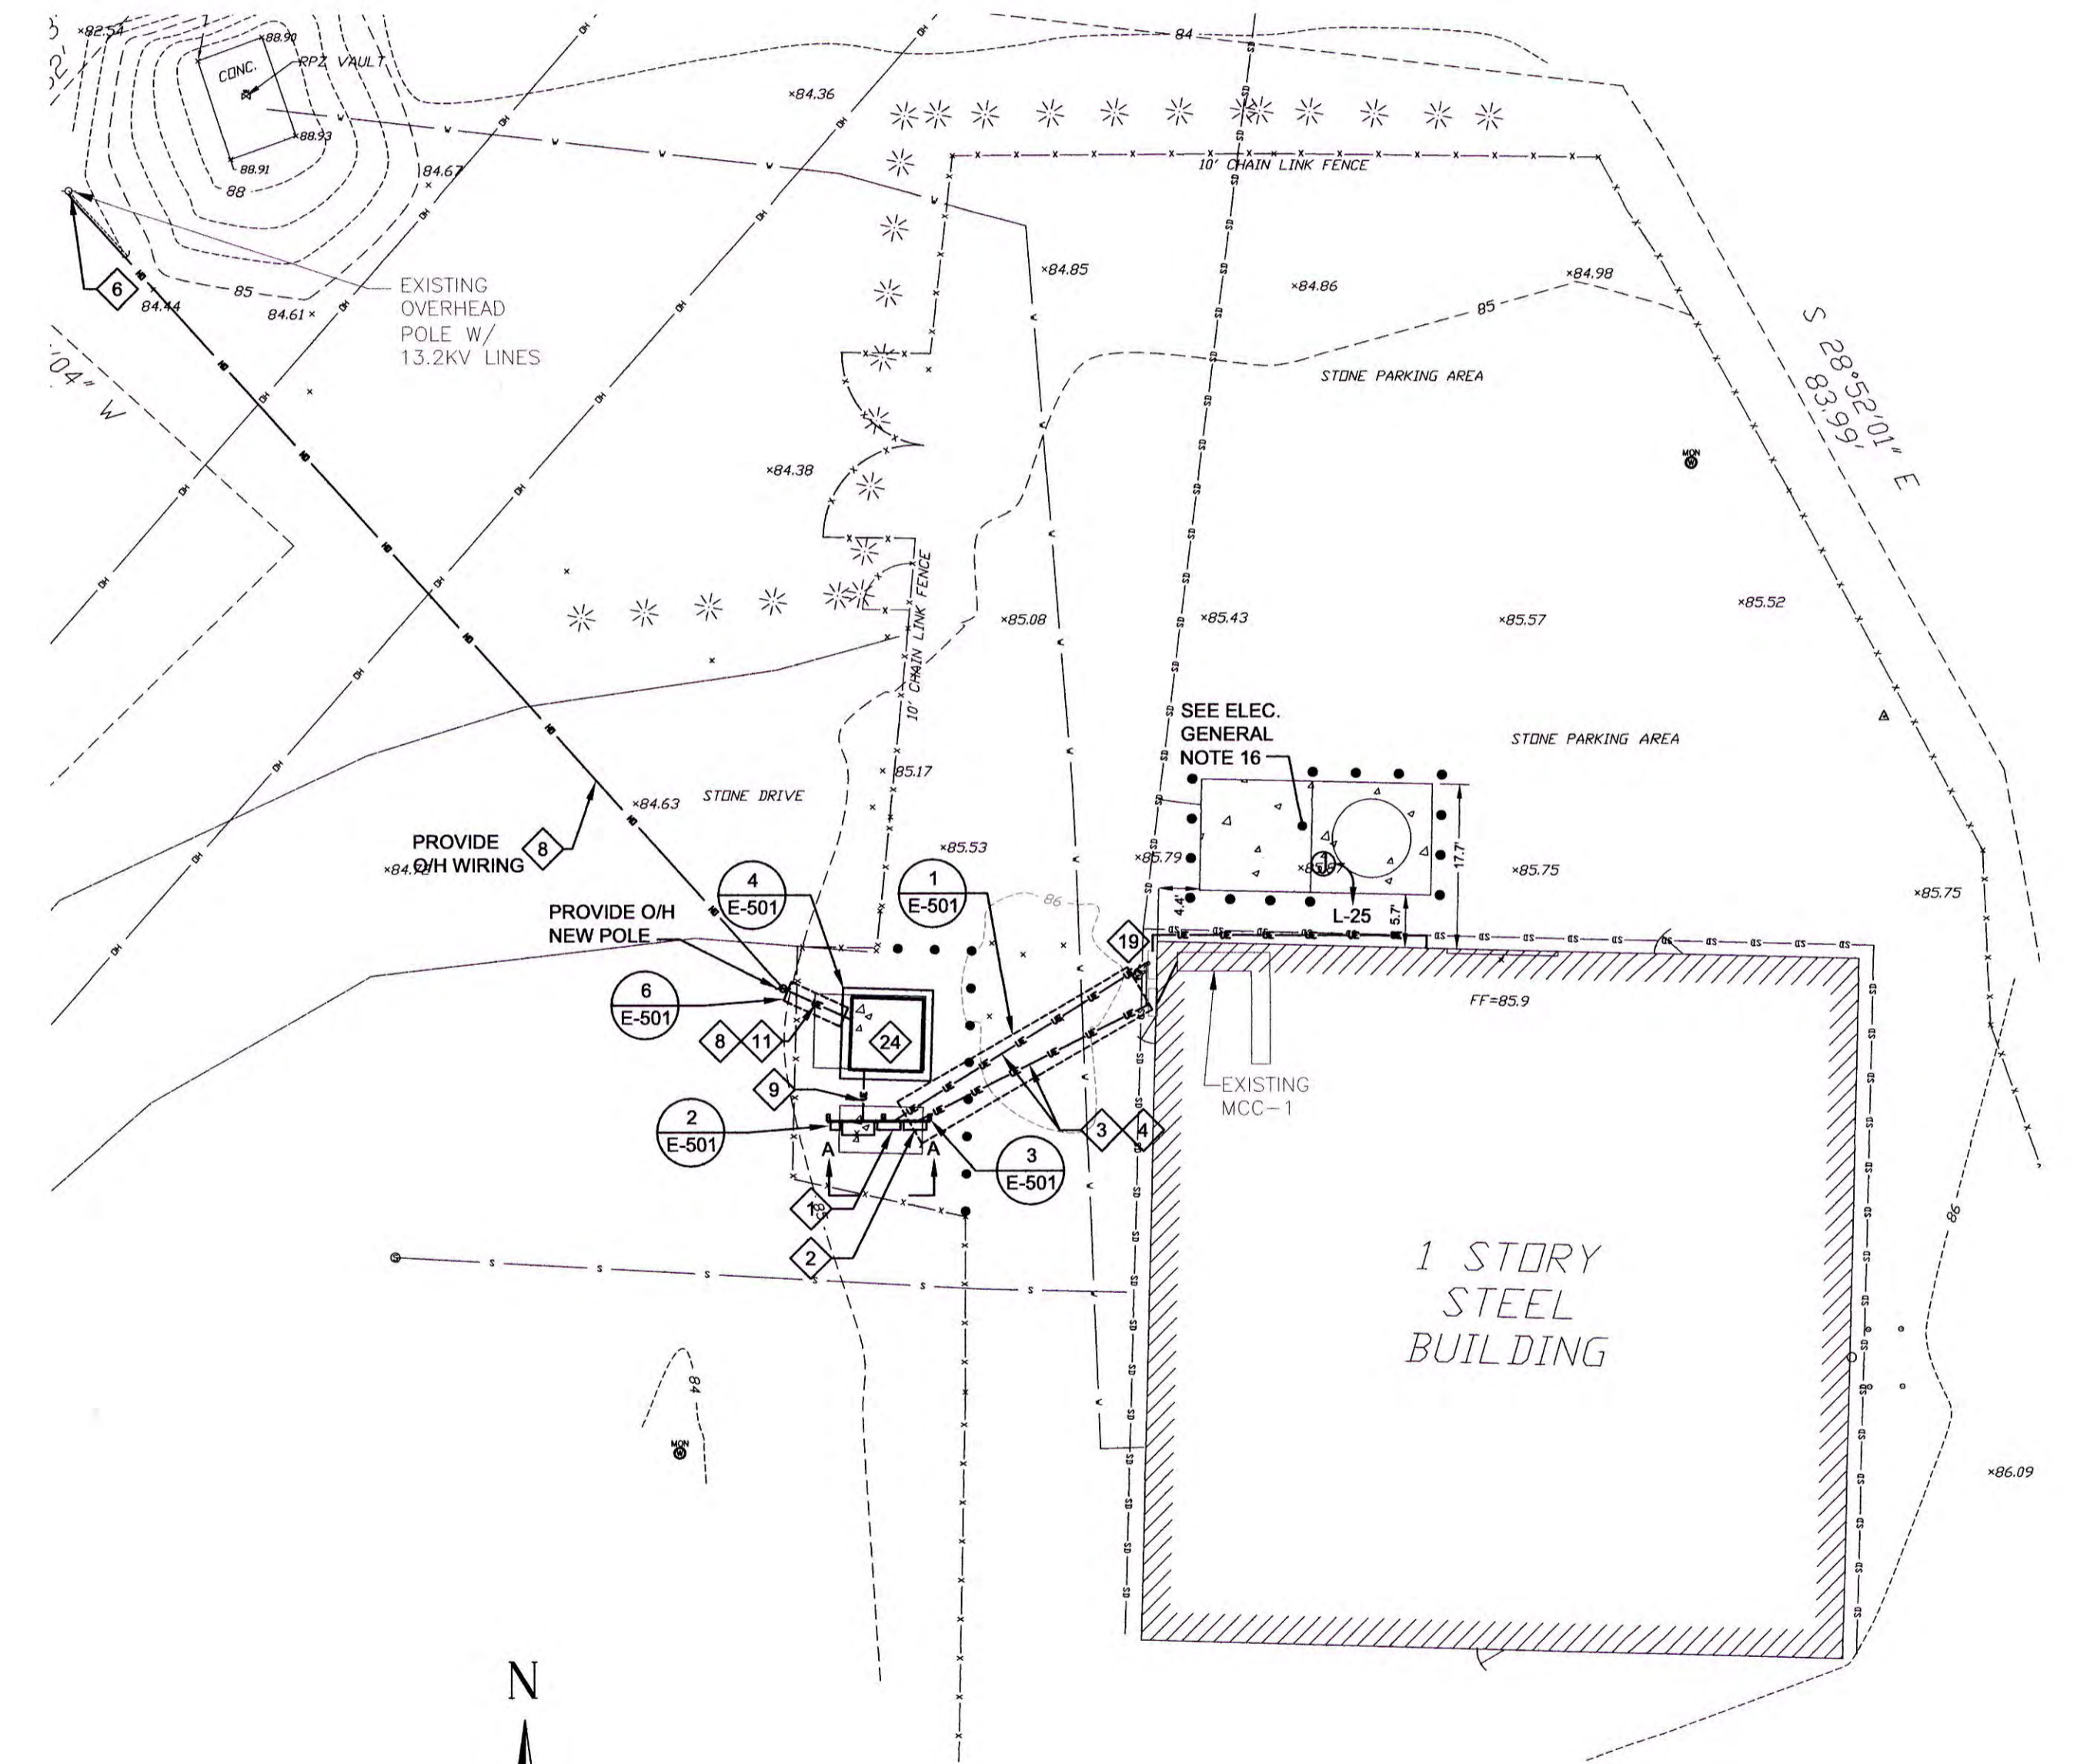 ×82.54
×88.90
CONC.
RPZ VAULT
84
×84.36
×88.93
×88.91
88
84.67
10' CHAIN LINK FENCE
6
84.44
85
84.61 ×
EXISTING
OVERHEAD
POLE W/
13.2KV LINES
×84.85
×84.86
×84.98
85
STONE PARKING AREA
S 28°52'01" E
83.99'
'04" W
MON
×84.38
10' CHAIN LINK FENCE
×85.08
×85.43
×85.57
×85.52
SEE ELEC.
GENERAL
NOTE 16
STONE PARKING AREA
× 85.17
STONE DRIVE
×84.63
PROVIDE
O/H WIRING
8
×85.53
×85.79
×85.75
×85.75
17.7'
4.4'
5.7'
L-25
4
E-501
1
E-501
86
PROVIDE O/H
NEW POLE
19
6
E-501
8
11
24
FF=85.9
9
EXISTING
MCC-1
2
E-501
3
4
A
A
3
E-501
1
85
2
86
1 STORY
STEEL
BUILDING
84
MON
×86.09
N